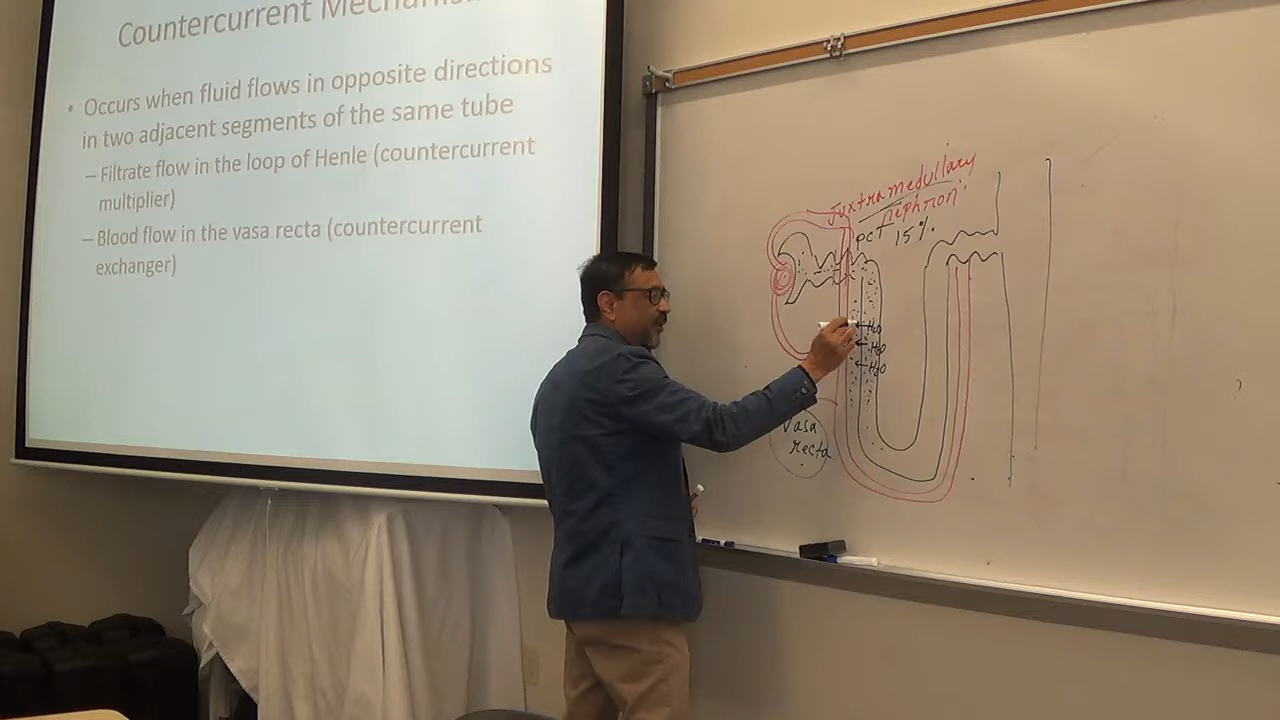 Countercurrent Mechanism
• Occurs when fluid flows in opposite directions
in two adjacent segments of the same tube
– Filtrate flow in the loop of Henle (countercurrent
multiplier)
– Blood flow in the vasa recta (countercurrent
exchanger)
Juxtramedullary
nephron
PCT 15%
H2O
H2O
H2O
Vasa
recta